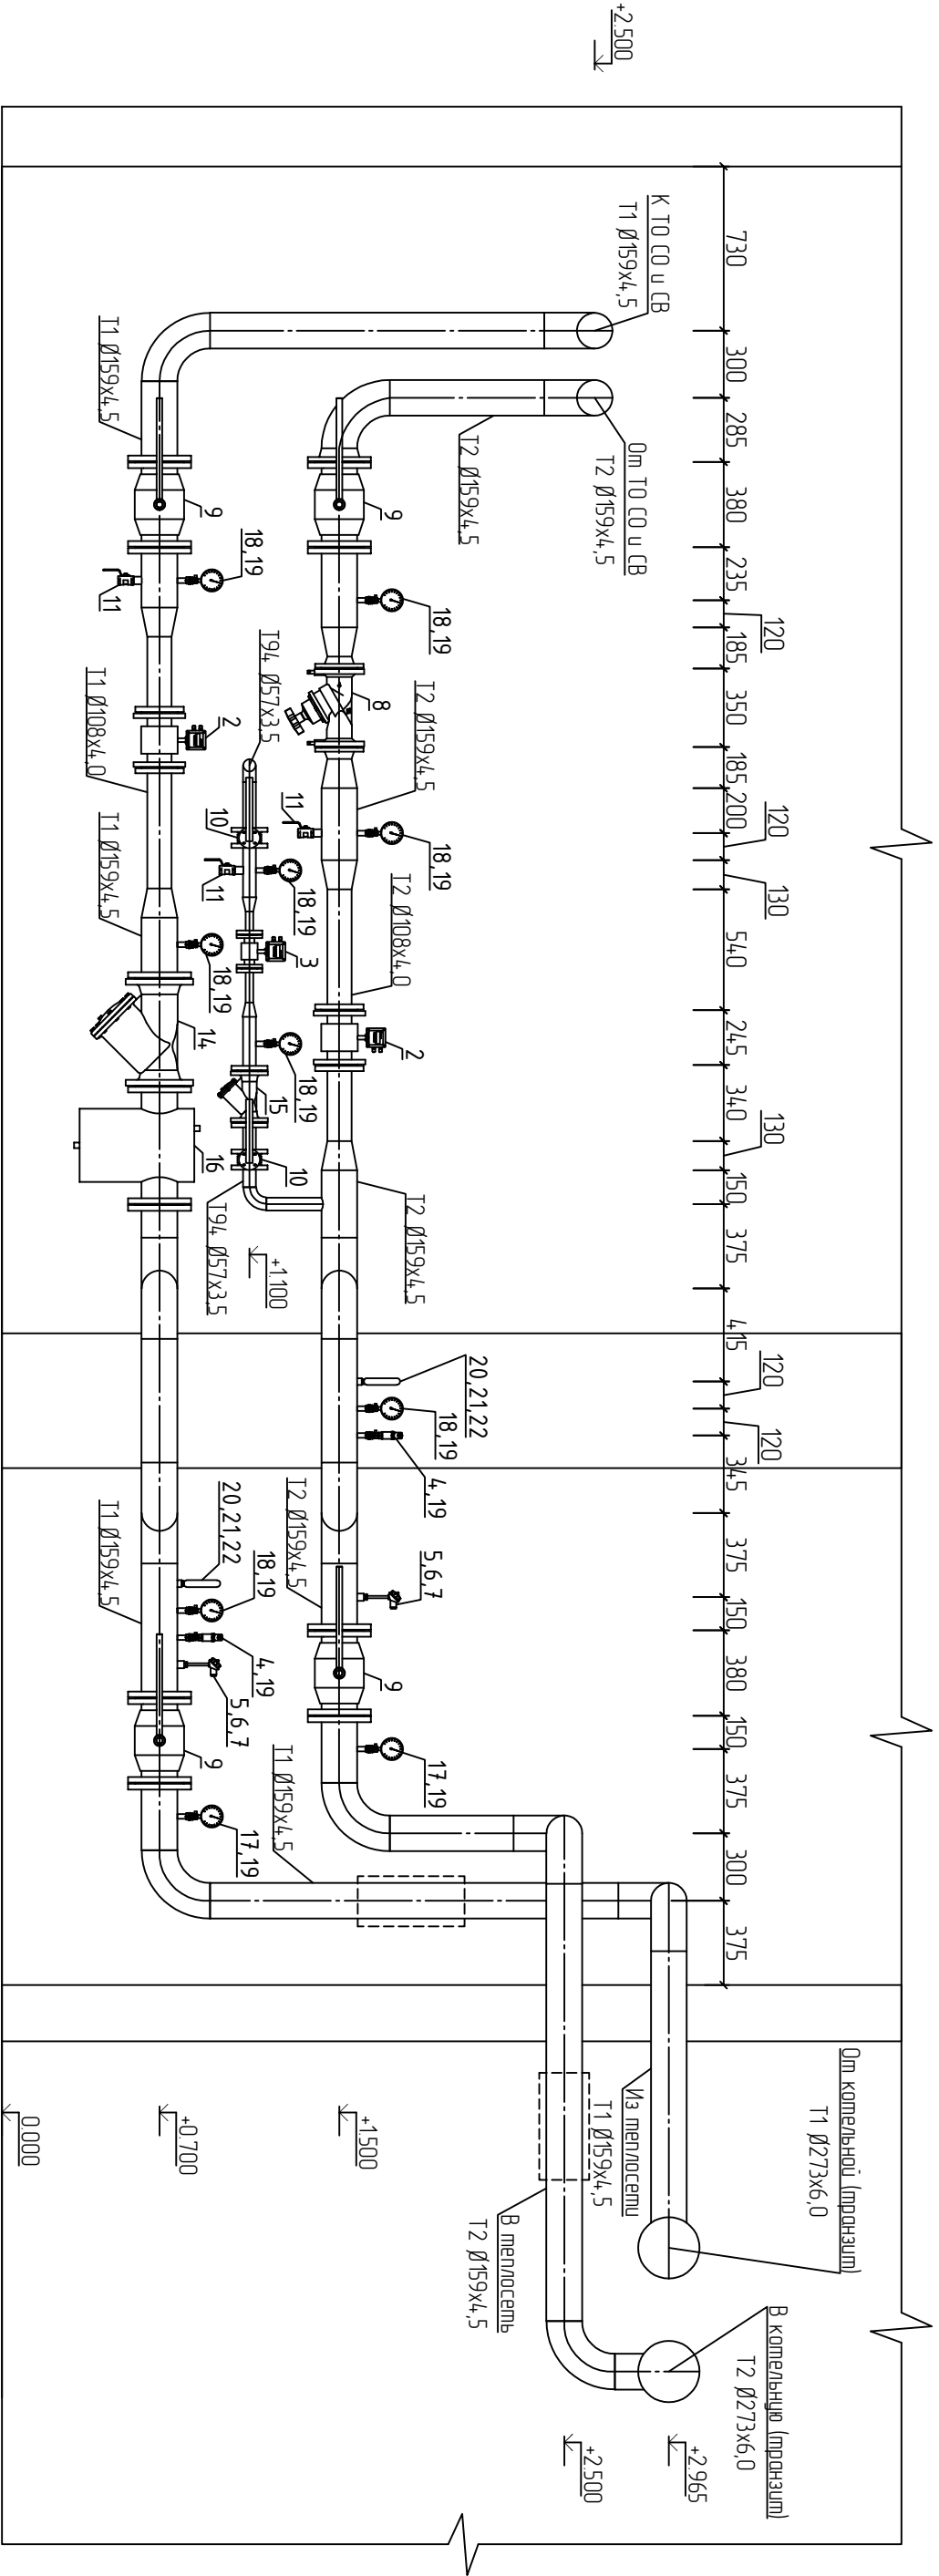 +2.500
730
300
285
380
235
120
185
350
185
200
120
130
540
245
340
130
150
375
415
120
120
345
375
150
380
150
375
300
375
К ТО СО и СВ
Т1 Ø159х4,5
От ТО СО и СВ
Т2 Ø159х4,5
Т2 Ø159х4,5
9
18,19
8
Т2 Ø159х4,5
11
18,19
Т2 Ø108х4,0
2
Т2 Ø159х4,5
20,21,22
18,19
4,19
Т2 Ø159х4,5
5,6,7
9
17,19
Т94 Ø57х3,5
10
11
18,19
3
18,19
15
10
Т94 Ø57х3,5
+1.100
Т1 Ø159х4,5
9
18,19
11
Т1 Ø108х4,0
2
Т1 Ø159х4,5
18,19
14
16
Т1 Ø159х4,5
20,21,22
18,19
4,19
5,6,7
9
17,19
Т1 Ø159х4,5
От котельной (транзит)
Т1 Ø273х6,0
Из теплосети
Т1 Ø159х4,5
В теплосеть
Т2 Ø159х4,5
В котельную (транзит)
Т2 Ø273х6,0
+2.965
+2.500
+1.500
+0.700
0.000